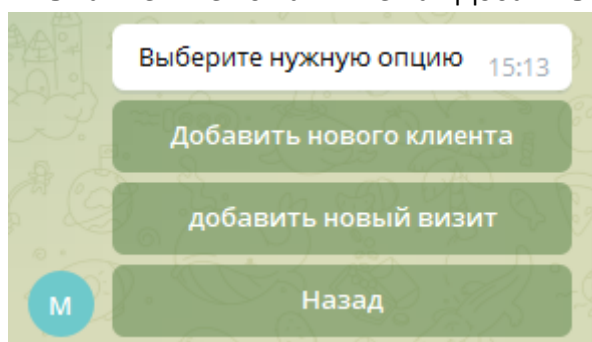 Выберите нужную опцию 15:13
Добавить нового клиента
добавить новый визит
М Назад